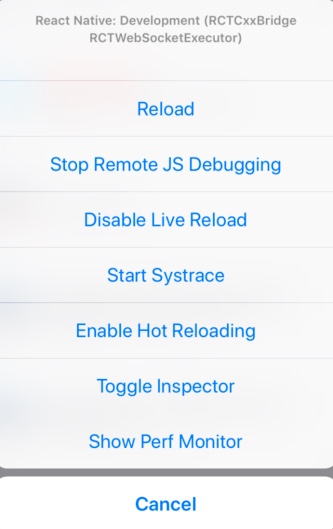 React Native: Development (RCTCxxBridge
RCTWebSocketExecutor)
Reload
Stop Remote JS Debugging
Disable Live Reload
Start Systrace
Enable Hot Reloading
Toggle Inspector
Show Perf Monitor
Cancel